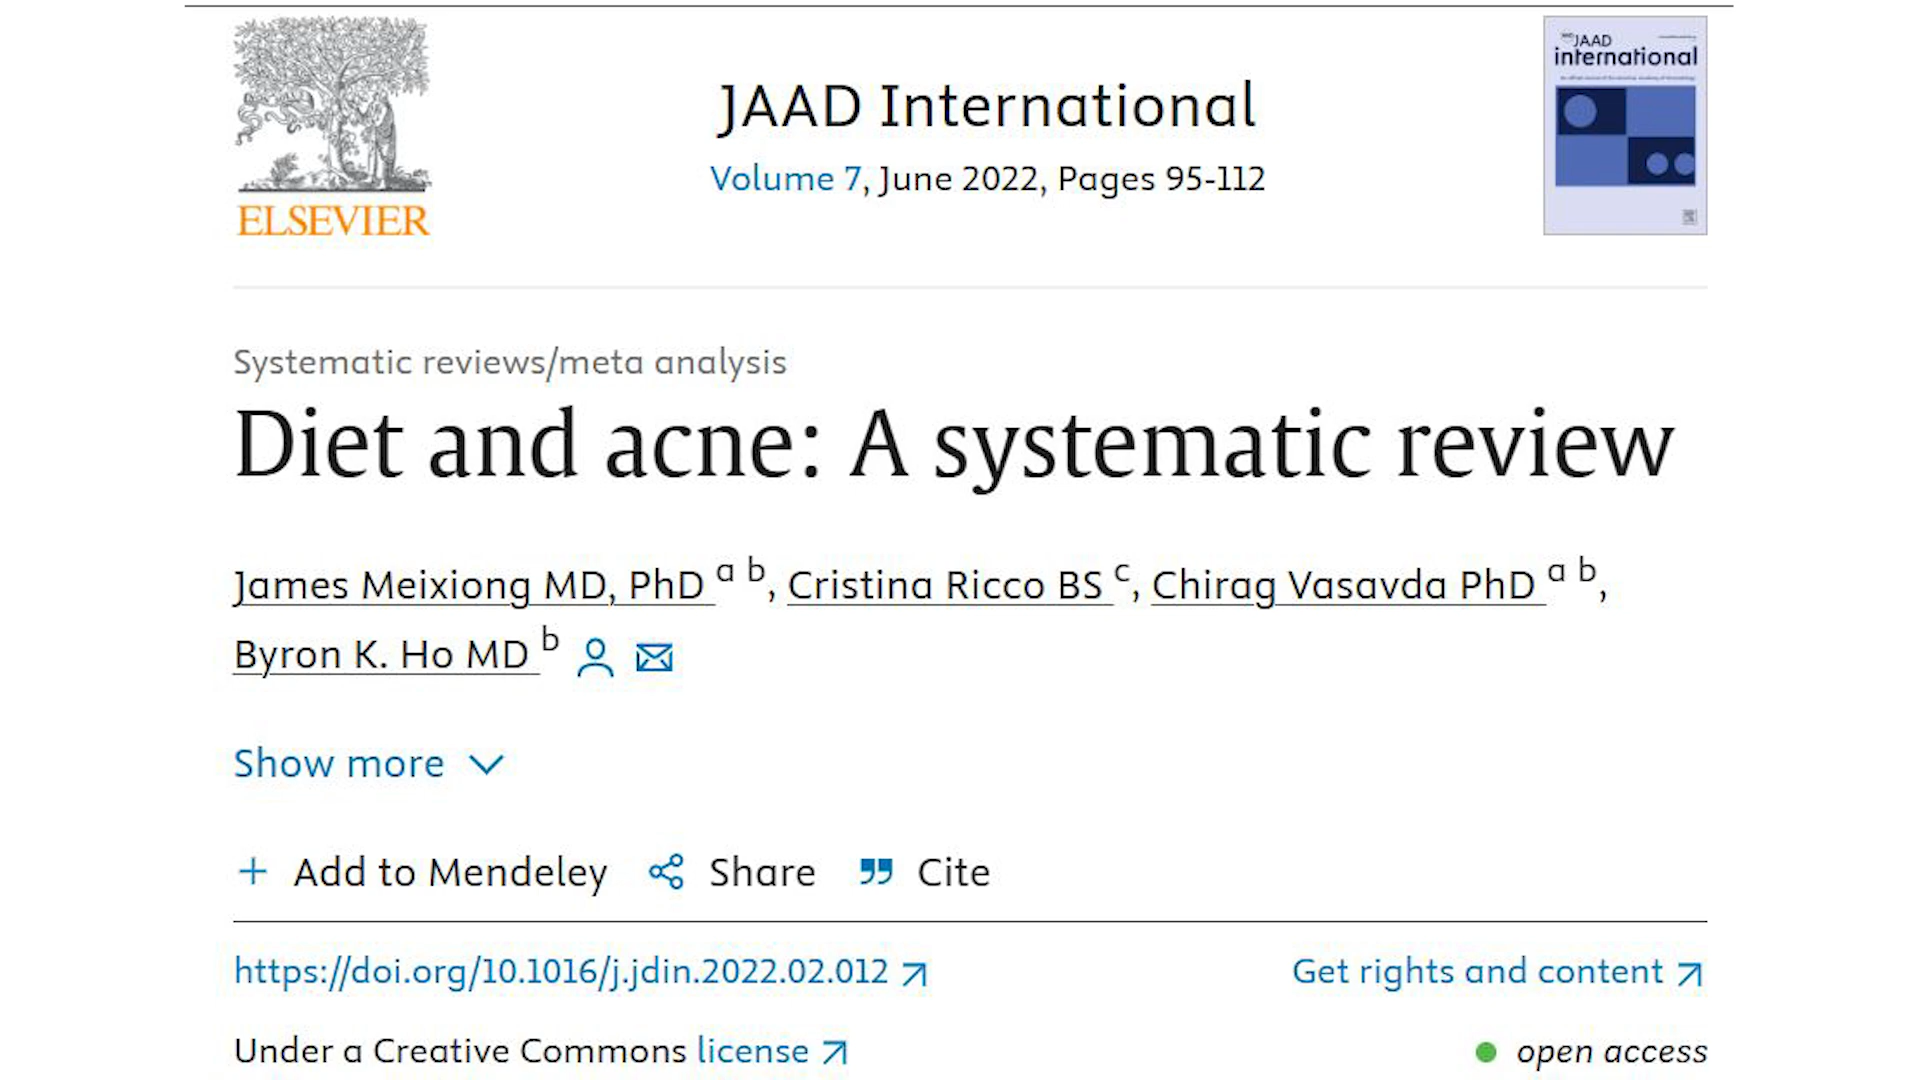 ELSEVIER
JAAD International
Volume 7, June 2022, Pages 95-112
JAAD
international
Systematic reviews/meta analysis
Diet and acne: A systematic review
James Meixiong MD, PhD a b, Cristina Ricco BS c, Chirag Vasavda PhD a b,
Byron K. Ho MD b
Show more
Add to Mendeley Share Cite
https://doi.org/10.1016/j.jdin.2022.02.012 Get rights and content
Under a Creative Commons license open access